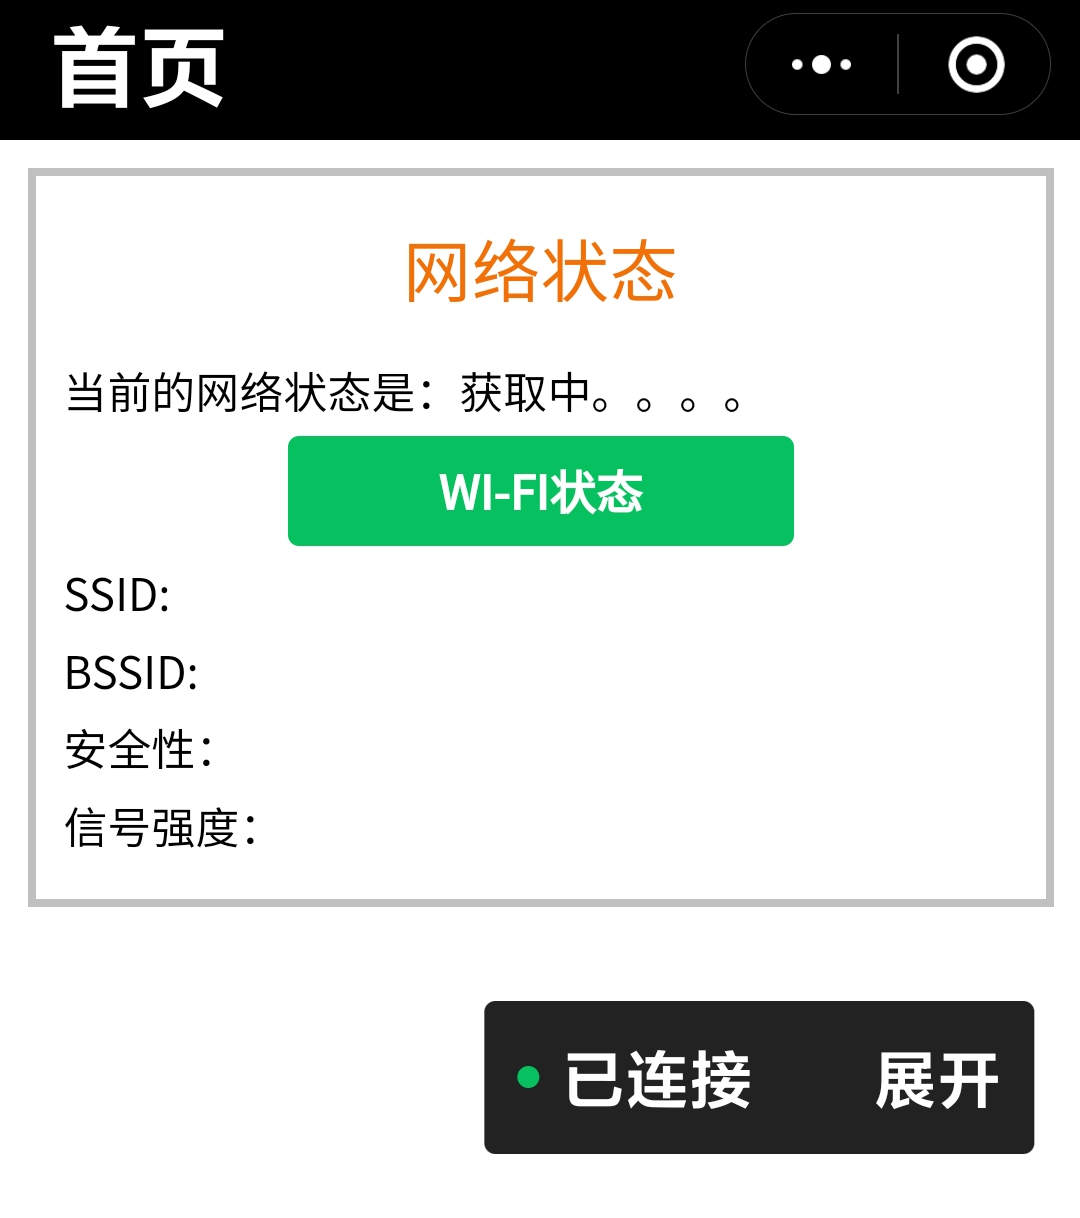 首页
网络状态
当前的网络状态是：获取中。。。。
WI-FI状态
SSID:
BSSID:
安全性：
信号强度：
已连接 展开